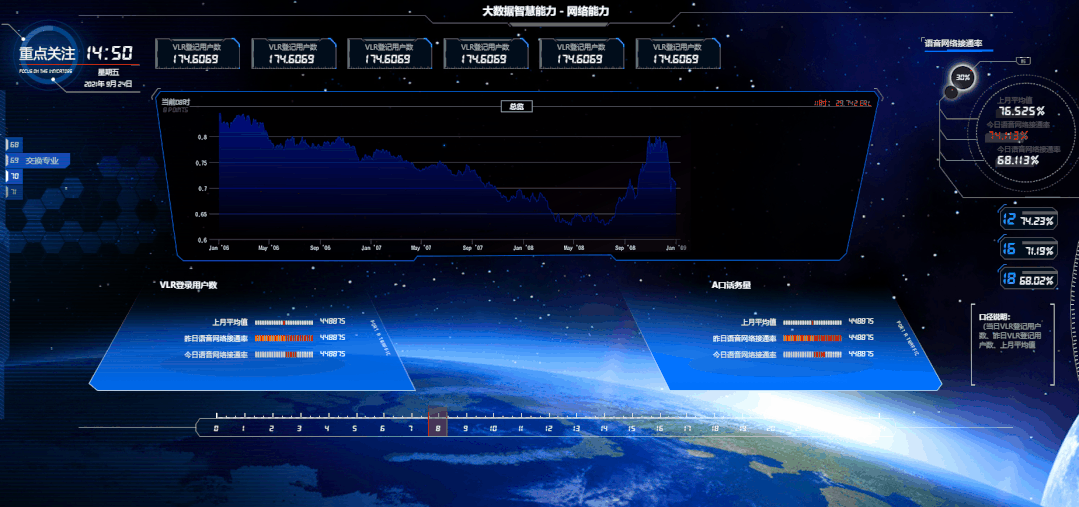 大数据智慧能力 - 网络能力
重点关注
FOCUS ON THE INDICATORS
14:50
星期五
2021年 9月 24日
VLR登记用户数
174.6069
VLR登记用户数
174.6069
VLR登记用户数
174.6069
VLR登记用户数
174.6069
VLR登记用户数
174.6069
VLR登记用户数
174.6069
语音网络接通率
30%
上月平均值
76.525%
今日语音网络接通率
今日语音网络接通率
68.113%
12 74.23%
16 71.19%
18 68.02%
68
69 交换专业
70
71
当前08时
总览
11时: 29.742 ERL
0.8
0.75
0.7
0.65
0.6
Jan '06 May '06 Sep '06 Jan '07 May '07 Sep '07 Jan '08 May '08 Sep '08 Jan '09
VLR登录用户数
上月平均值 448875
昨日语音网络接通率 448875
今日语音网络接通率 448875
PORT A TRAFFIC
A口话务量
上月平均值 448875
昨日语音网络接通率 448875
今日语音网络接通率 448875
PORT A TRAFFIC
口径说明:
（当日VLR登记用户
数、昨日VLR登记用
户数、上月平均值
0 1 2 3 4 5 6 7 8 9 10 11 12 13 14 15 16 17 18 19 20